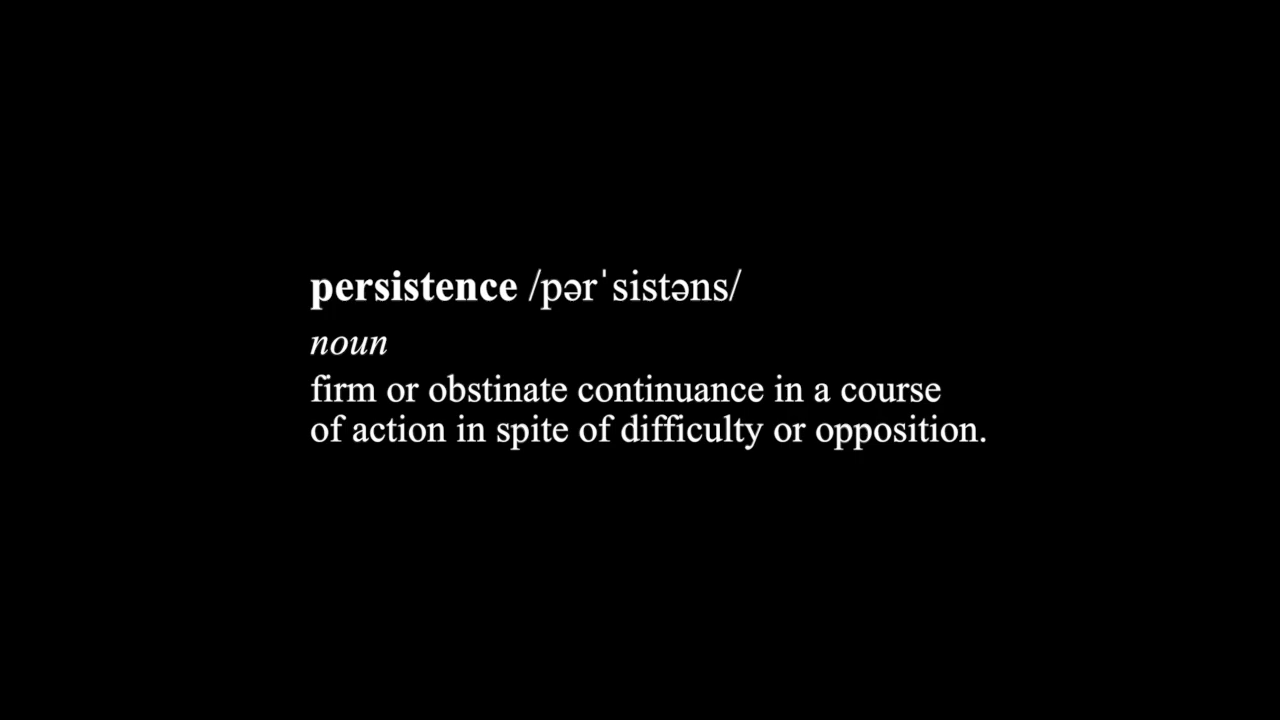 persistence /pərˈsistəns/
noun
firm or obstinate continuance in a course
of action in spite of difficulty or opposition.